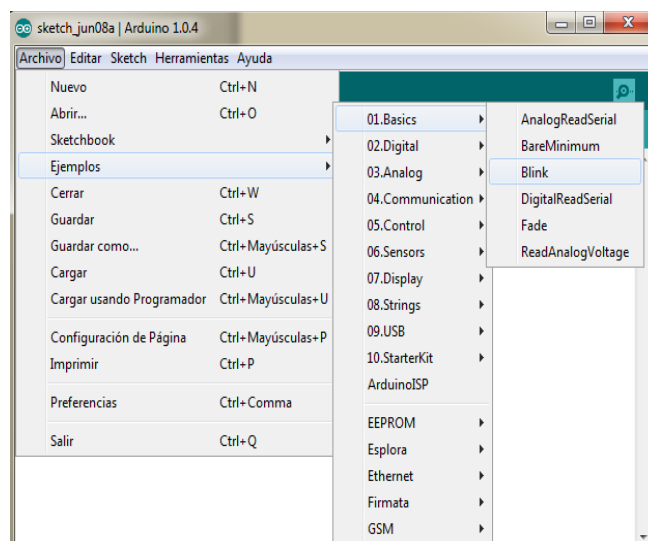 sketch_jun08a | Arduino 1.0.4
Archivo Editar Sketch Herramientas Ayuda
Nuevo Ctrl+N
Abrir... Ctrl+O
Sketchbook
Ejemplos
Cerrar Ctrl+W
Guardar Ctrl+S
Guardar como... Ctrl+Mayúsculas+S
Cargar Ctrl+U
Cargar usando Programador Ctrl+Mayúsculas+U
Configuración de Página Ctrl+Mayúsculas+P
Imprimir Ctrl+P
Preferencias Ctrl+Comma
Salir Ctrl+Q
01.Basics
02.Digital
03.Analog
04.Communication
05.Control
06.Sensors
07.Display
08.Strings
09.USB
10.StarterKit
ArduinoISP
EEPROM
Esplora
Ethernet
Firmata
GSM
AnalogReadSerial
BareMinimum
Blink
DigitalReadSerial
Fade
ReadAnalogVoltage